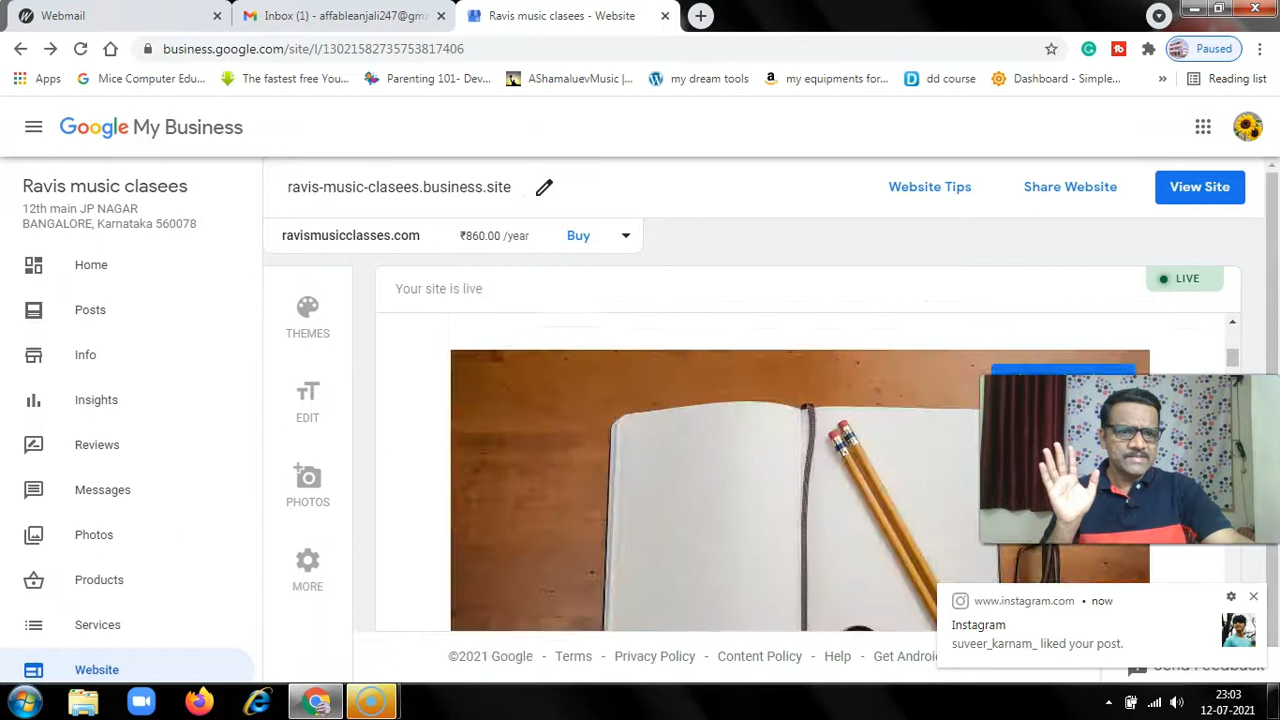 Webmail
Inbox (1) - affableanjali247@gma
Ravis music clasees - Website
business.google.com/site/l/13021582735753817406
Paused
Apps
Mice Computer Edu...
The fastest free You...
Parenting 101- Dev...
AShamaluevMusic |...
my dream tools
my equipments for...
dd course
Dashboard - Simple...
»
Reading list
Google My Business
Ravis music clasees
12th main JP NAGAR
BANGALORE, Karnataka 560078
ravis-music-clasees.business.site
Website Tips
Share Website
View Site
ravismusicclasses.com
₹860.00 /year
Buy
Home
Posts
Info
Insights
Reviews
Messages
Photos
Products
Services
Website
THEMES
EDIT
PHOTOS
MORE
Your site is live
LIVE
www.instagram.com • now
Instagram
suveer_karnam_ liked your post.
©2021 Google - Terms - Privacy Policy - Content Policy - Help - Get Androi
Send Feedback
23:03
12-07-2021